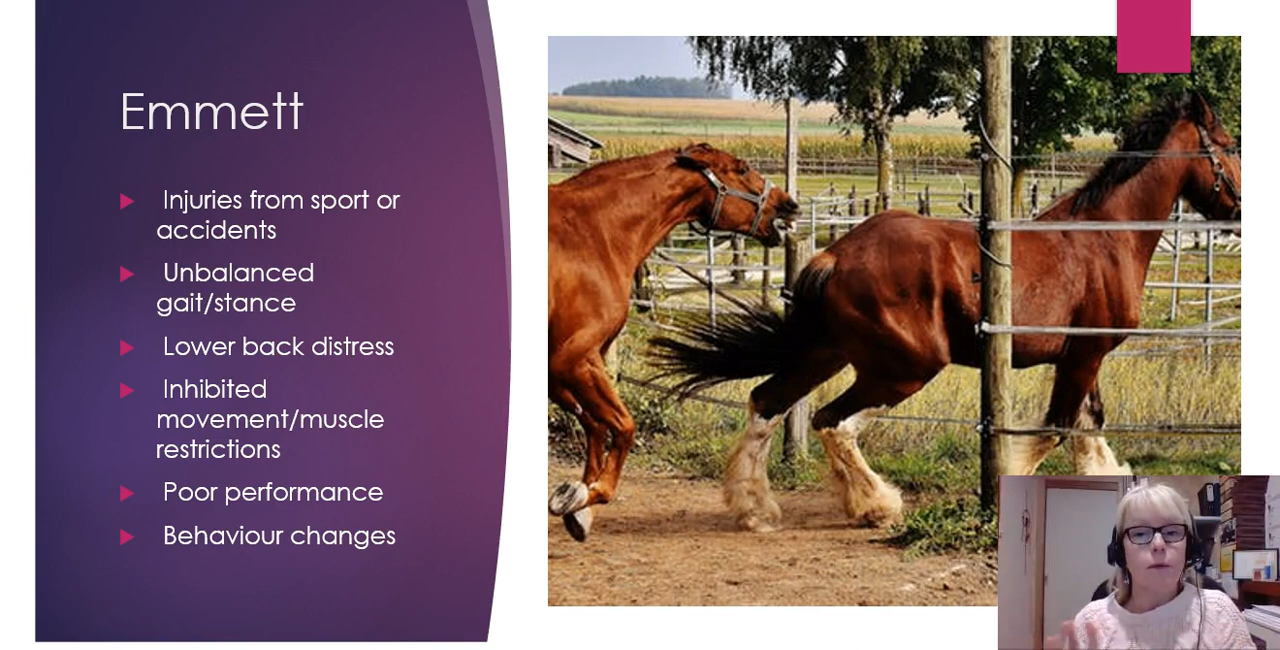 Emmett
Injuries from sport or
accidents
Unbalanced
gait/stance
Lower back distress
Inhibited
movement/muscle
restrictions
Poor performance
Behaviour changes